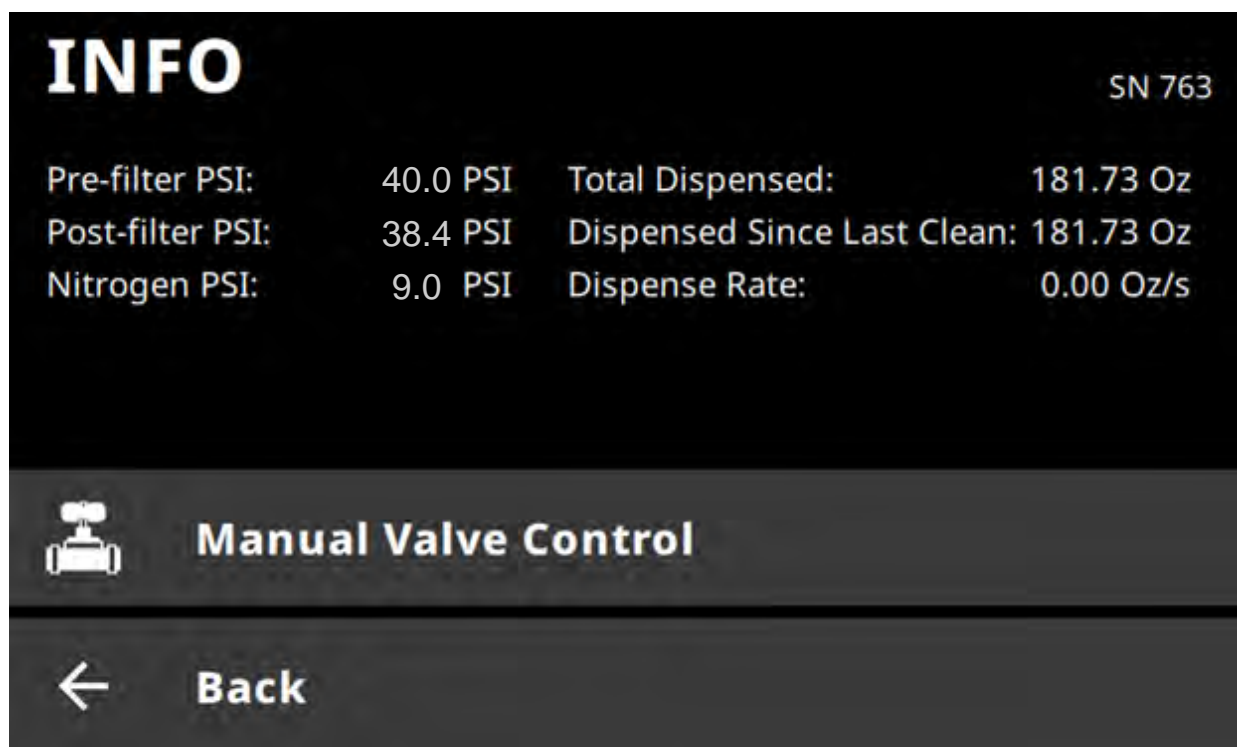 INFO
SN 763
Pre-filter PSI: 40.0 PSI Total Dispensed: 181.73 Oz
Post-filter PSI: 38.4 PSI Dispensed Since Last Clean: 181.73 Oz
Nitrogen PSI: 9.0 PSI Dispense Rate: 0.00 Oz/s
Manual Valve Control
Back